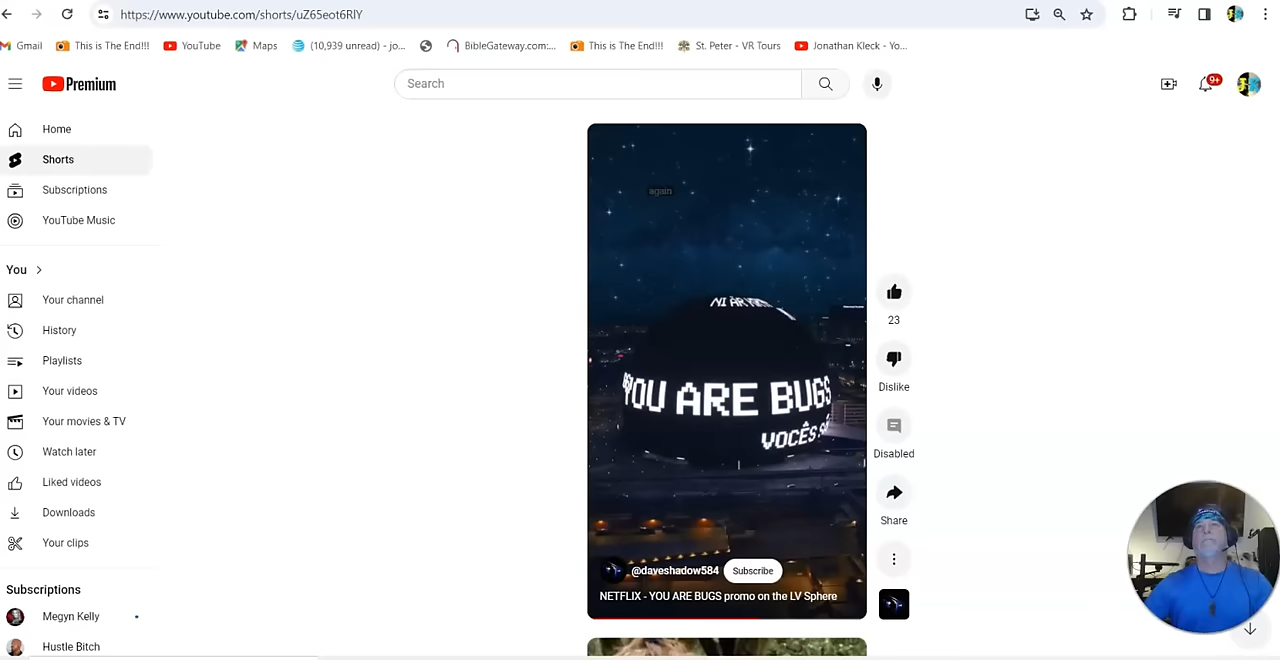 https://www.youtube.com/shorts/uZ65eot6RlY
Gmail
This is The End!!!
YouTube
Maps
(10,939 unread) - jo...
BibleGateway.com:...
This is The End!!!
St. Peter - VR Tours
Jonathan Kleck - Yo...
Premium
Search
9+
Home
Shorts
Subscriptions
YouTube Music
You
Your channel
History
Playlists
Your videos
Your movies & TV
Watch later
Liked videos
Downloads
Your clips
Subscriptions
Megyn Kelly
Hustle Bitch
again
YOU ARE BUGS
VOCÊS
@daveshadow584
Subscribe
NETFLIX - YOU ARE BUGS promo on the LV Sphere
23
Dislike
Disabled
Share